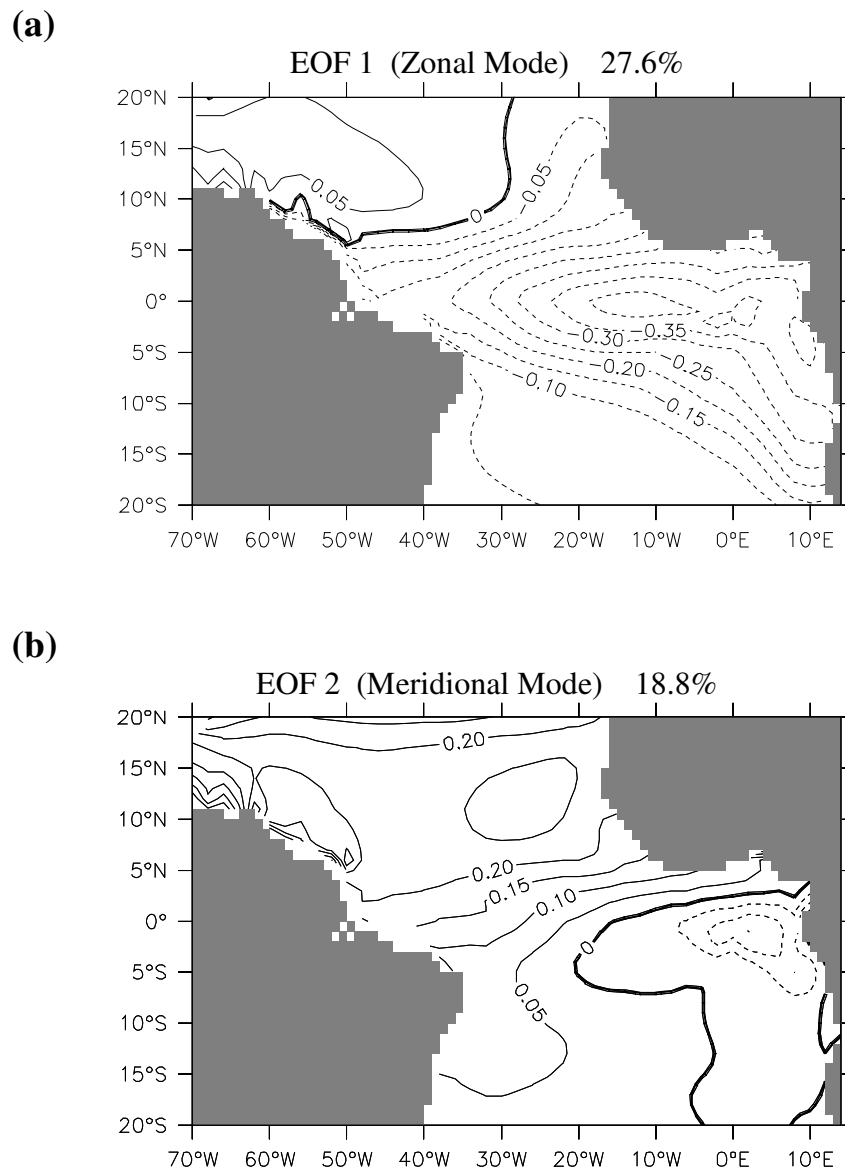 (a)
EOF 1 (Zonal Mode) 27.6%
20°N
15°N
10°N
5°N
0°
5°S
10°S
15°S
20°S
0.05
0
-0.05
-0.35
-0.30
-0.25
-0.20
-0.10
-0.15
70°W 60°W 50°W 40°W 30°W 20°W 10°W 0°E 10°E
(b)
EOF 2 (Meridional Mode) 18.8%
20°N
15°N
10°N
5°N
0°
5°S
10°S
15°S
20°S
0.20
0.20
0.15
0.10
0
0.05
70°W 60°W 50°W 40°W 30°W 20°W 10°W 0°E 10°E